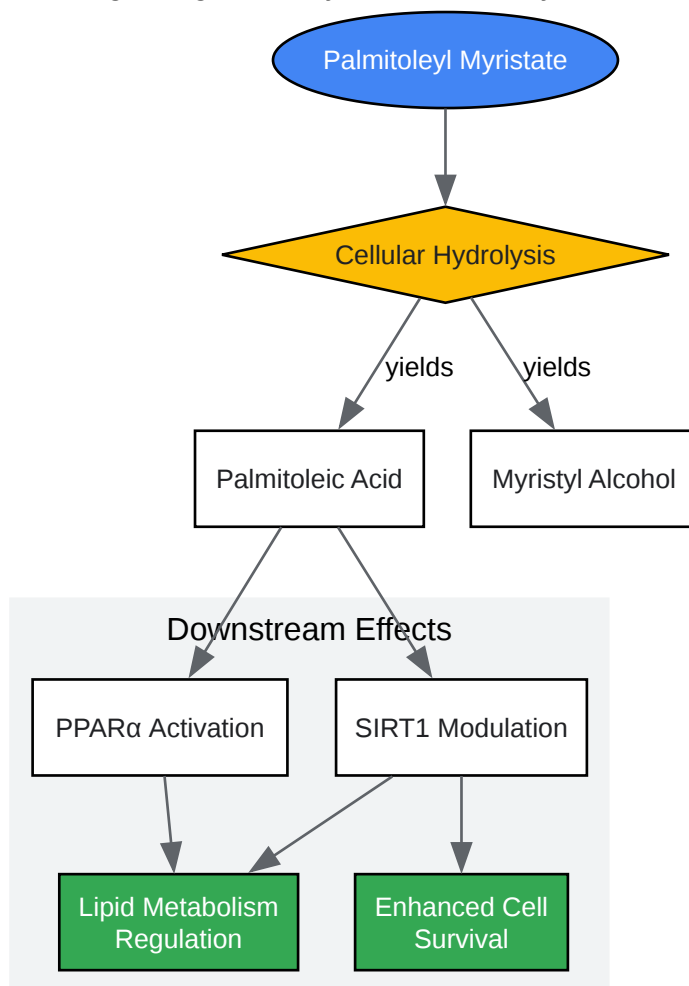 Palmitoleyl Myristate
Cellular Hydrolysis
yields
yields
Palmitoleic Acid
Myristyl Alcohol
Downstream Effects
PPARα Activation
SIRT1 Modulation
Lipid Metabolism
Regulation
Enhanced Cell
Survival